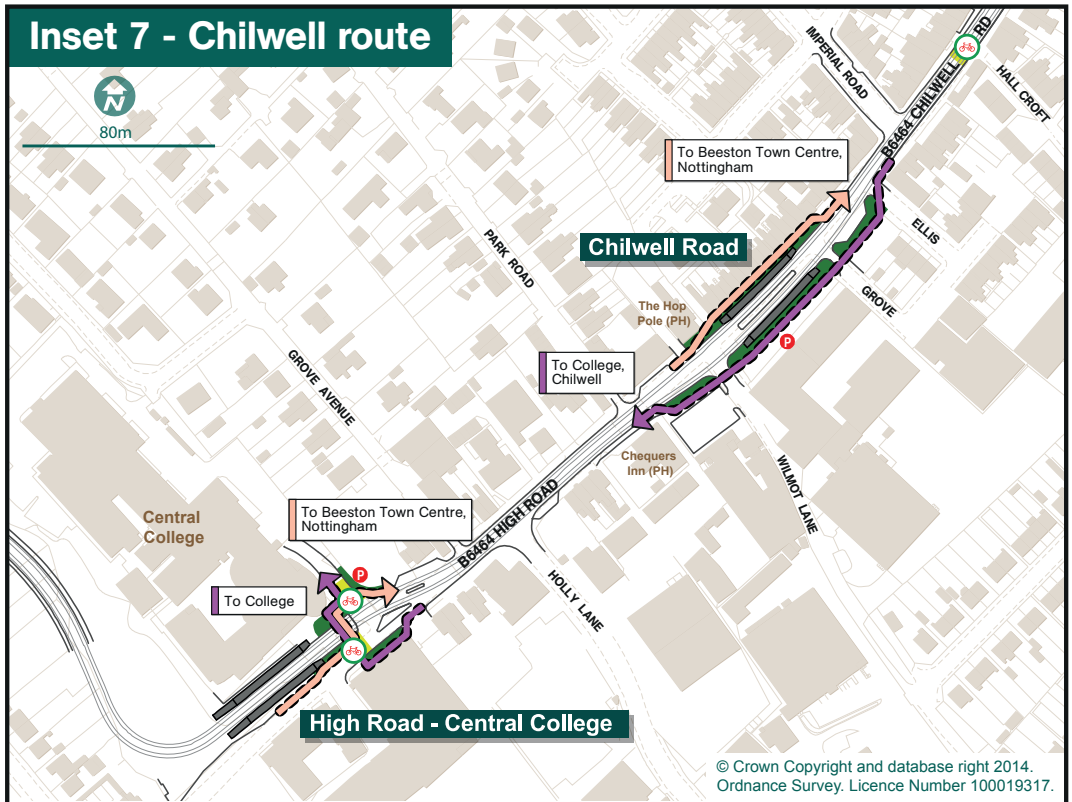 Inset 7 - Chilwell route
N
80m
IMPERIAL ROAD
B6464 CHILWELL RD
HALL CROFT
To Beeston Town Centre,
Nottingham
Chilwell Road
PARK ROAD
ELLIS
GROVE
The Hop
Pole (PH)
P
To College,
Chilwell
GROVE AVENUE
Chequers
Inn (PH)
WILMOT LANE
B6464 HIGH ROAD
Central
College
To Beeston Town Centre,
Nottingham
HOLLY LANE
P
To College
High Road - Central College
© Crown Copyright and database right 2014.
Ordnance Survey. Licence Number 100019317.